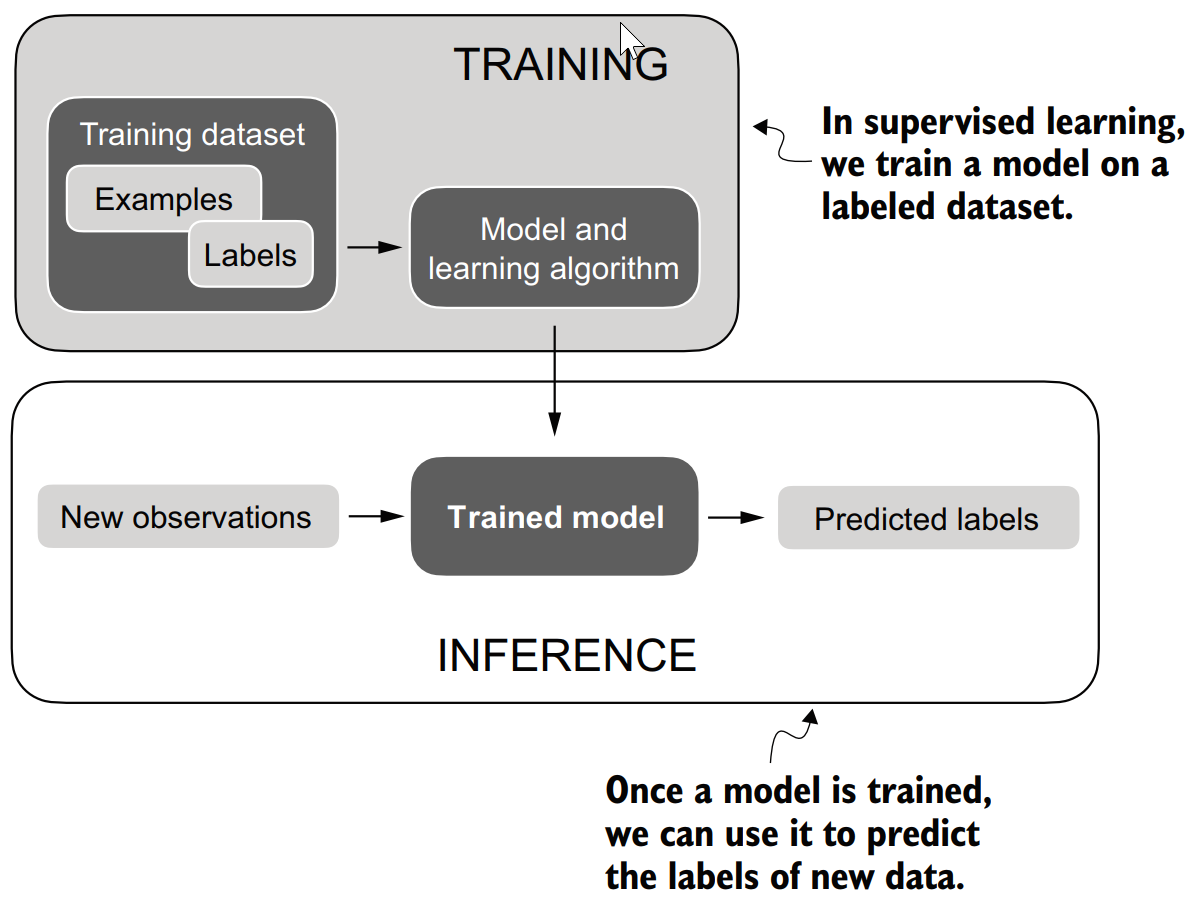 TRAINING
Training dataset
Examples
Labels
Model and
learning algorithm
In supervised learning,
we train a model on a
labeled dataset.
New observations
Trained model
Predicted labels
INFERENCE
Once a model is trained,
we can use it to predict
the labels of new data.